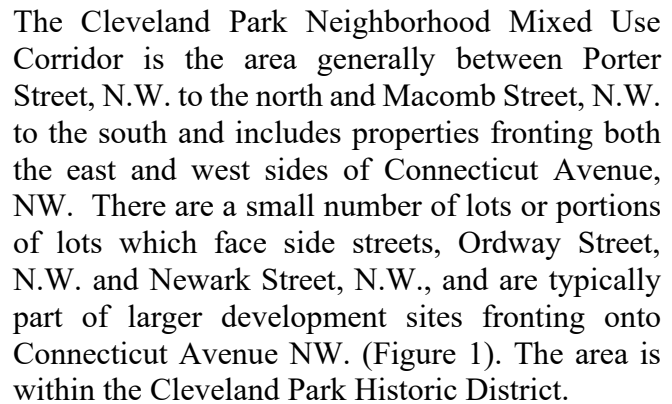 The Cleveland Park Neighborhood Mixed Use
Corridor is the area generally between Porter
Street, N.W. to the north and Macomb Street, N.W.
to the south and includes properties fronting both
the east and west sides of Connecticut Avenue,
NW.  There are a small number of lots or portions
of lots which face side streets, Ordway Street,
N.W. and Newark Street, N.W., and are typically
part of larger development sites fronting onto
Connecticut Avenue NW. (Figure 1). The area is
within the Cleveland Park Historic District.